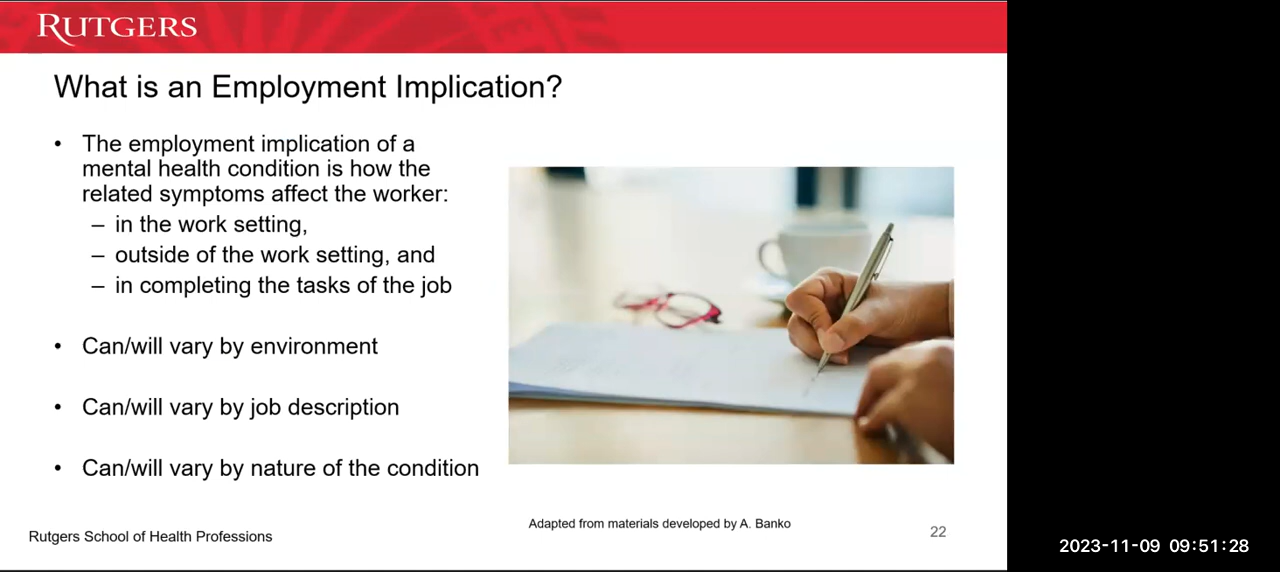 RUTGERS
What is an Employment Implication?
• The employment implication of a
mental health condition is how the
related symptoms affect the worker:
– in the work setting,
– outside of the work setting, and
– in completing the tasks of the job
• Can/will vary by environment
• Can/will vary by job description
• Can/will vary by nature of the condition
Adapted from materials developed by A. Banko
Rutgers School of Health Professions
22
2023-11-09 09:51:28